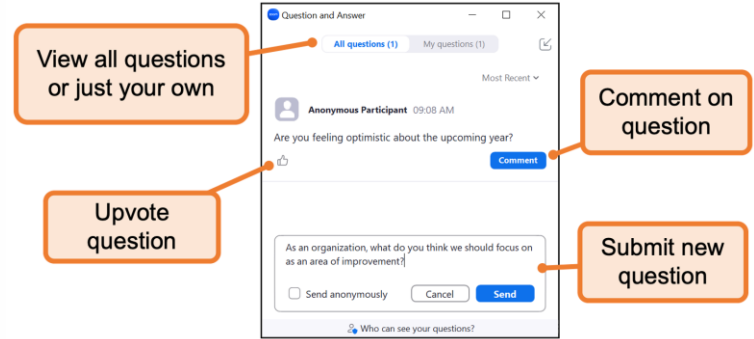 Question and Answer
View all questions
or just your own
All questions (1)
My questions (1)
Most Recent
Anonymous Participant 09:08 AM
Are you feeling optimistic about the upcoming year?
Comment
Comment on
question
Upvote
question
As an organization, what do you think we should focus on
as an area of improvement?
Send anonymously
Cancel
Send
Submit new
question
Who can see your questions?